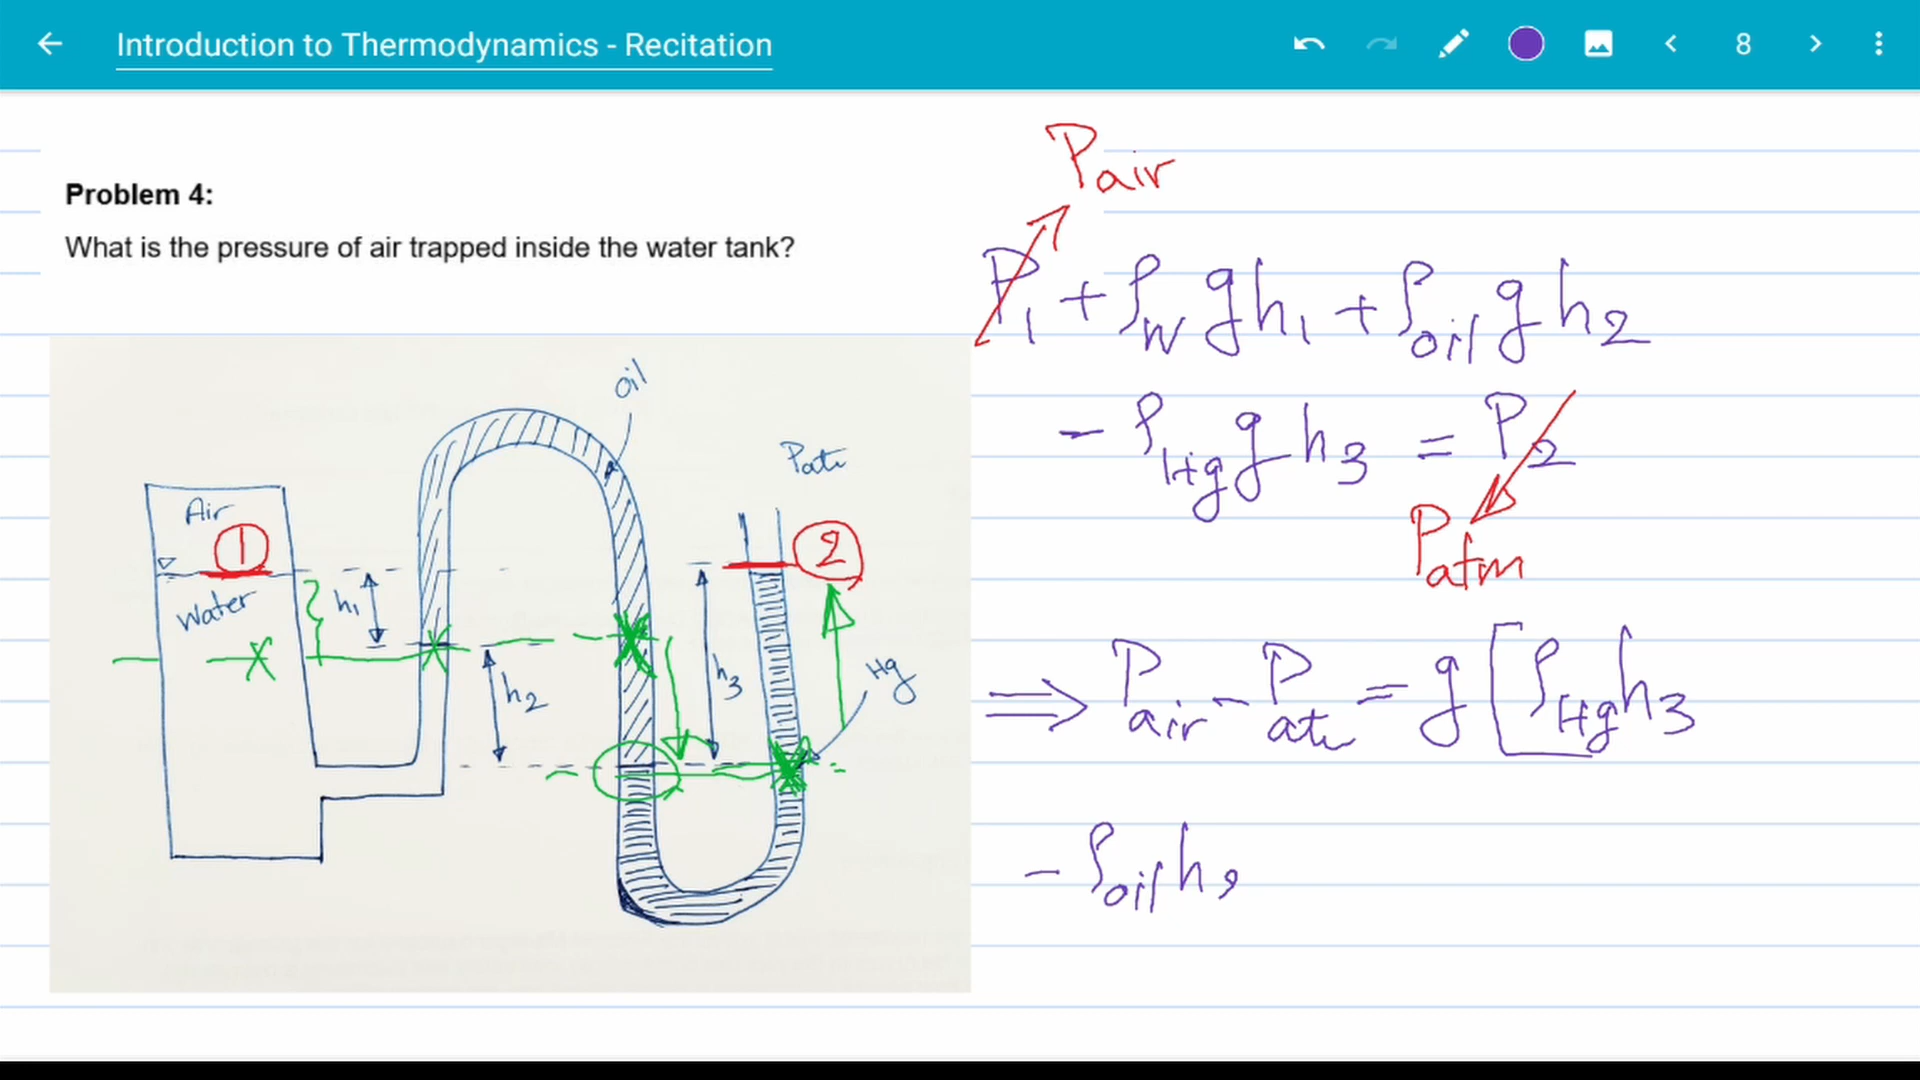 Introduction to Thermodynamics - Recitation
8
Problem 4:
What is the pressure of air trapped inside the water tank?
oil
Patm
Air
1
2
Water
h₁
h₂
h₃
Hg
Pair
P₁ + ρw g h₁ + ρoil g h₂
- ρHg g h₃ = P₂
Patm
⇒ Pair - Patm = g [ρHg h₃
- ρoil h₂